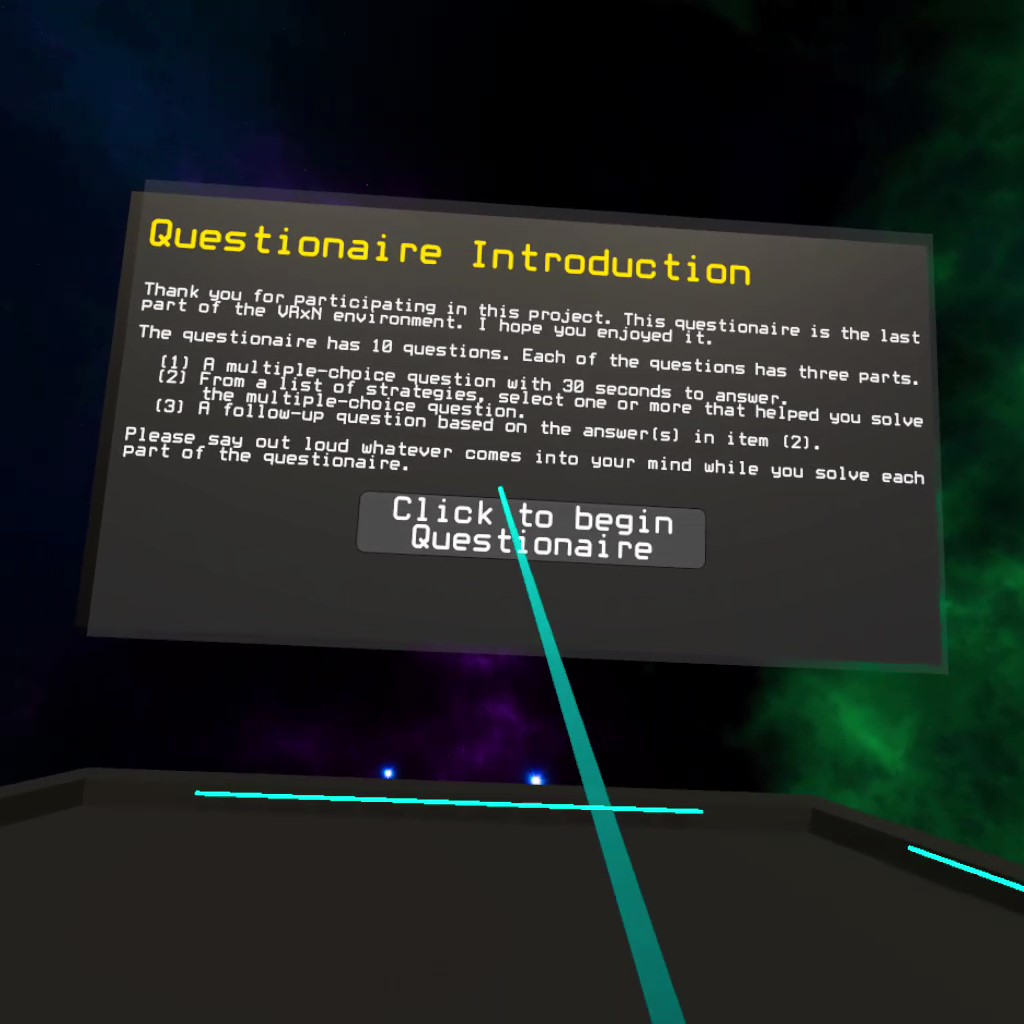 Questionaire Introduction
Thank you for participating in this project. This questionaire is the last
part of the VRxN environment. I hope you enjoyed it.
The questionaire has 10 questions. Each of the questions has three parts.
(1) A multiple-choice question with 30 seconds to answer.
(2) From a list of strategies, select one or more that helped you solve
the multiple-choice question.
(3) A follow-up question based on the answer(s) in item (2).
Please say out loud whatever comes into your mind while you solve each
part of the questionaire.
Click to begin
Questionaire